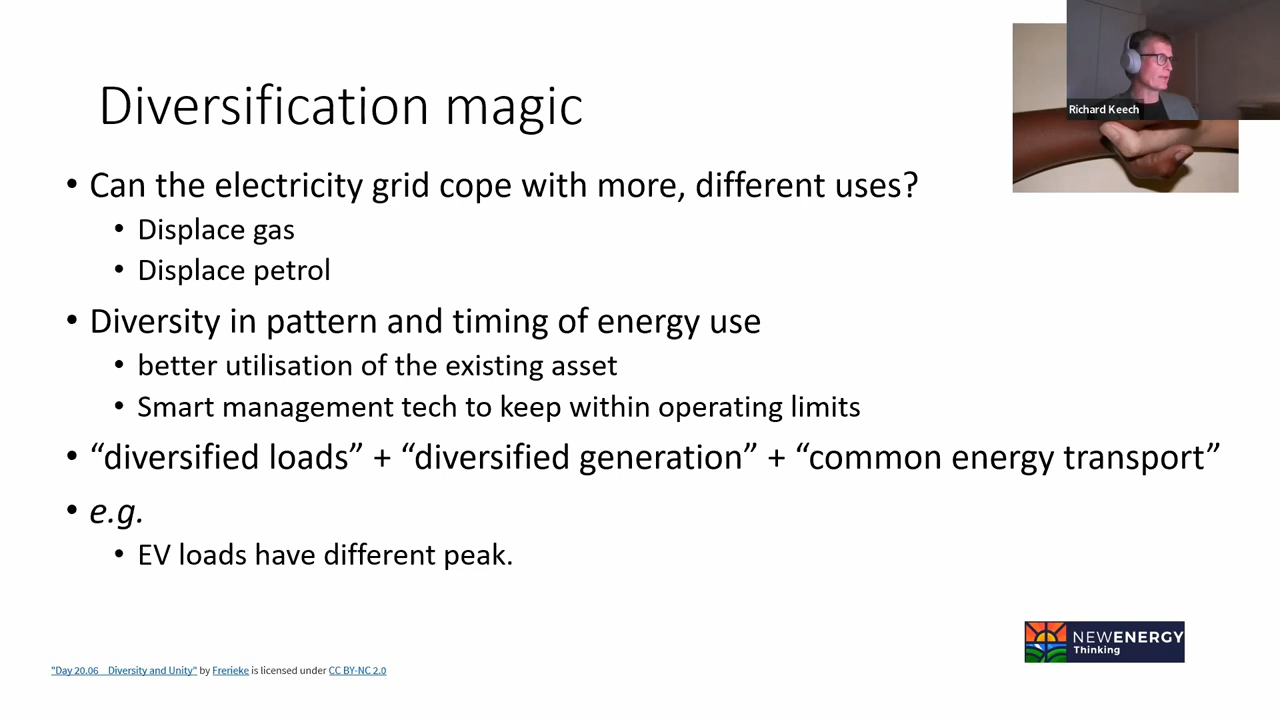 Richard Keech
Diversification magic
• Can the electricity grid cope with more, different uses?
• Displace gas
• Displace petrol
• Diversity in pattern and timing of energy use
• better utilisation of the existing asset
• Smart management tech to keep within operating limits
• “diversified loads” + “diversified generation” + “common energy transport”
• e.g.
• EV loads have different peak.
NEWENERGY
Thinking
"Day 20.06 Diversity and Unity" by Frerieke is licensed under CC BY-NC 2.0